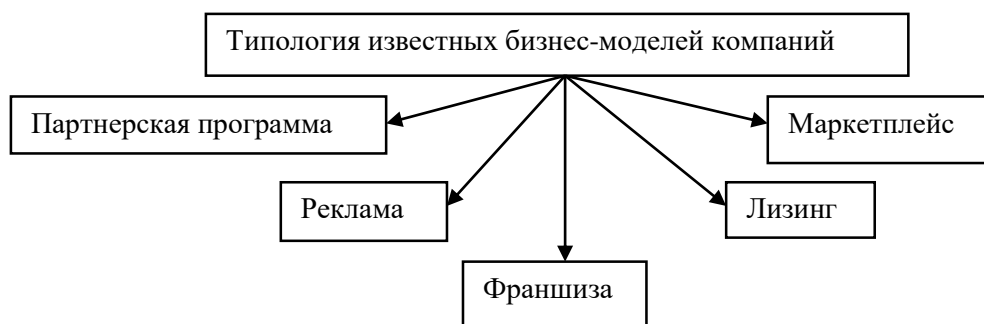 Типология известных бизнес-моделей компаний
Партнерская программа
Маркетплейс
Реклама
Лизинг
Франшиза